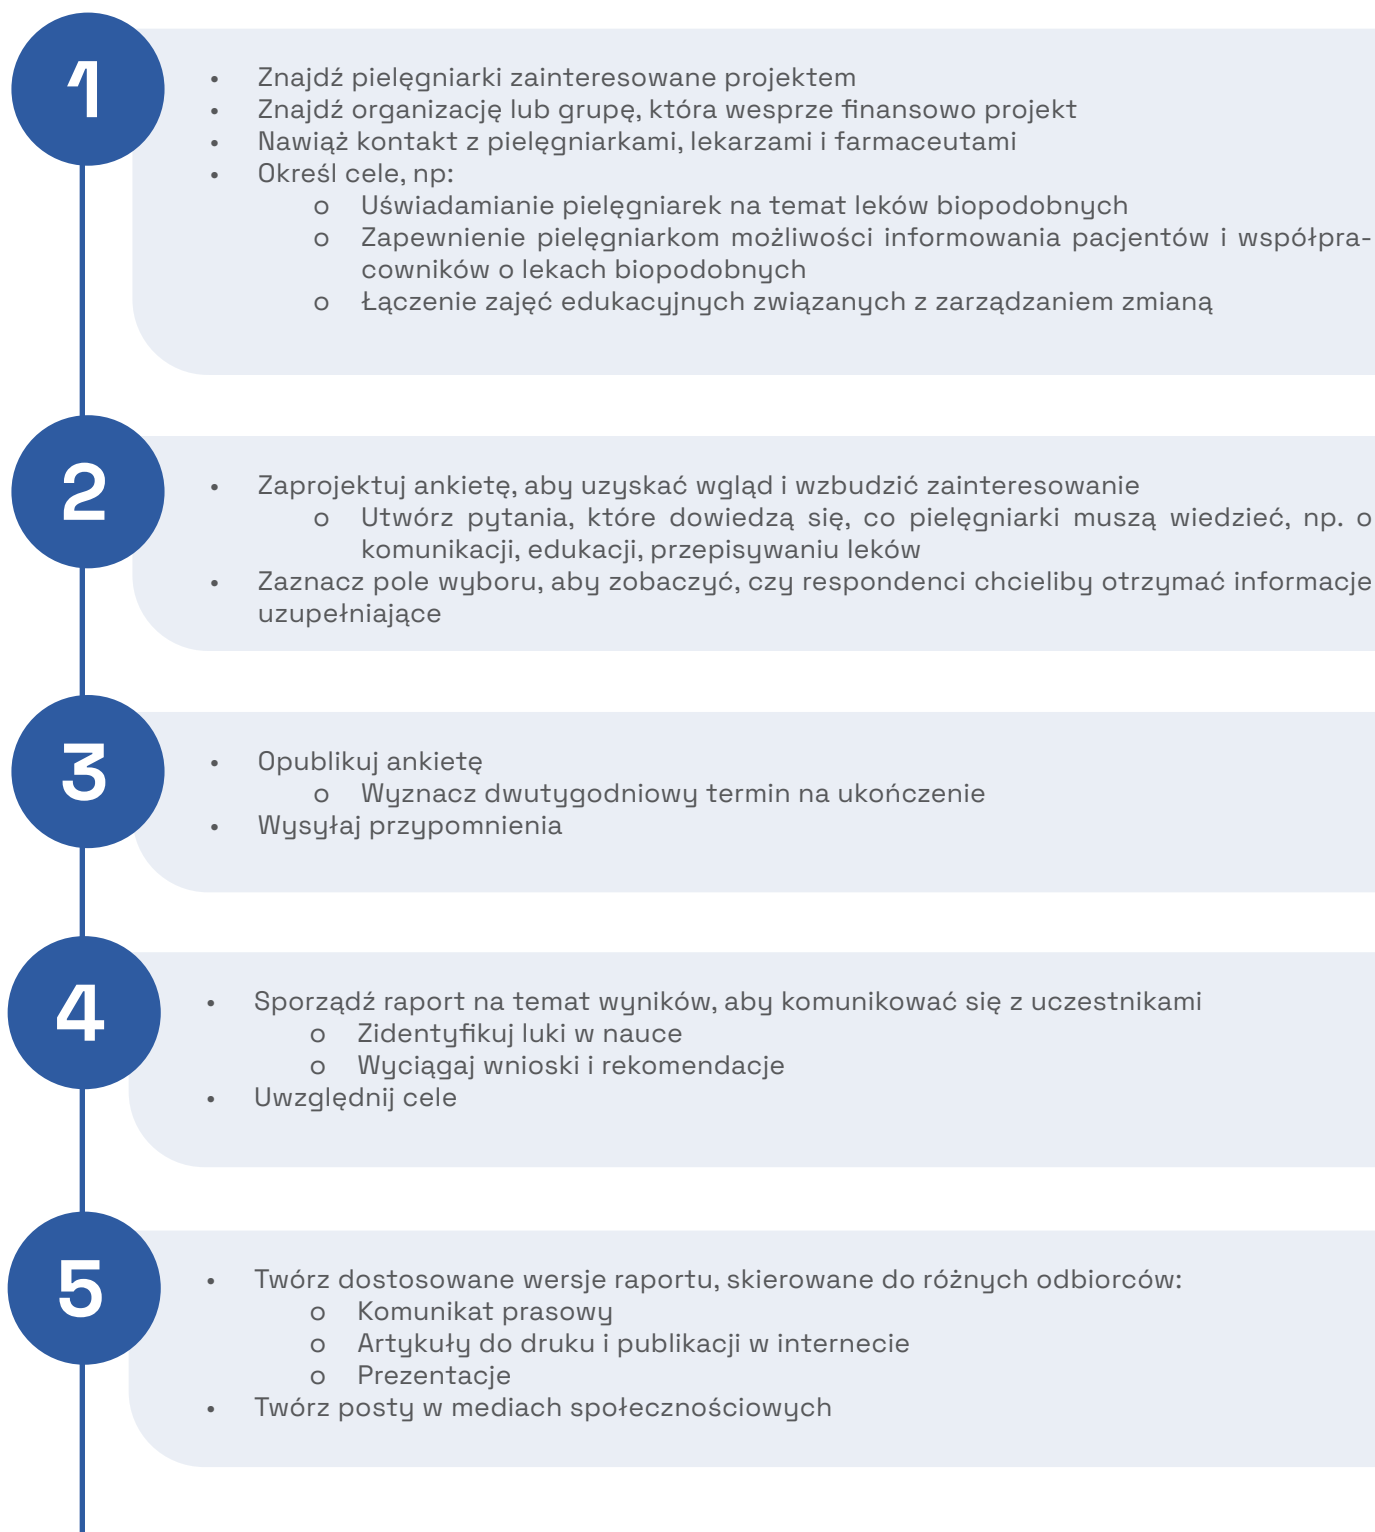 1
• Znajdź pielęgniarki zainteresowane projektem
• Znajdź organizację lub grupę, która wesprze finansowo projekt
• Nawiąż kontakt z pielęgniarkami, lekarzami i farmaceutami
• Określ cele, np:
o Uświadamianie pielęgniarek na temat leków biopodobnych
o Zapewnienie pielęgniarkom możliwości informowania pacjentów i współpra-
cowników o lekach biopodobnych
o Łączenie zajęć edukacyjnych związanych z zarządzaniem zmianą
2
• Zaprojektuj ankietę, aby uzyskać wgląd i wzbudzić zainteresowanie
o Utwórz pytania, które dowiedzą się, co pielęgniarki muszą wiedzieć, np. o
komunikacji, edukacji, przepisywaniu leków
• Zaznacz pole wyboru, aby zobaczyć, czy respondenci chcieliby otrzymać informacje
uzupełniające
3
• Opublikuj ankietę
o Wyznacz dwutygodniowy termin na ukończenie
• Wysyłaj przypomnienia
4
• Sporządź raport na temat wyników, aby komunikować się z uczestnikami
o Zidentyfikuj luki w nauce
o Wyciągaj wnioski i rekomendacje
• Uwzględnij cele
5
• Twórz dostosowane wersje raportu, skierowane do różnych odbiorców:
o Komunikat prasowy
o Artykuły do druku i publikacji w internecie
o Prezentacje
• Twórz posty w mediach społecznościowych